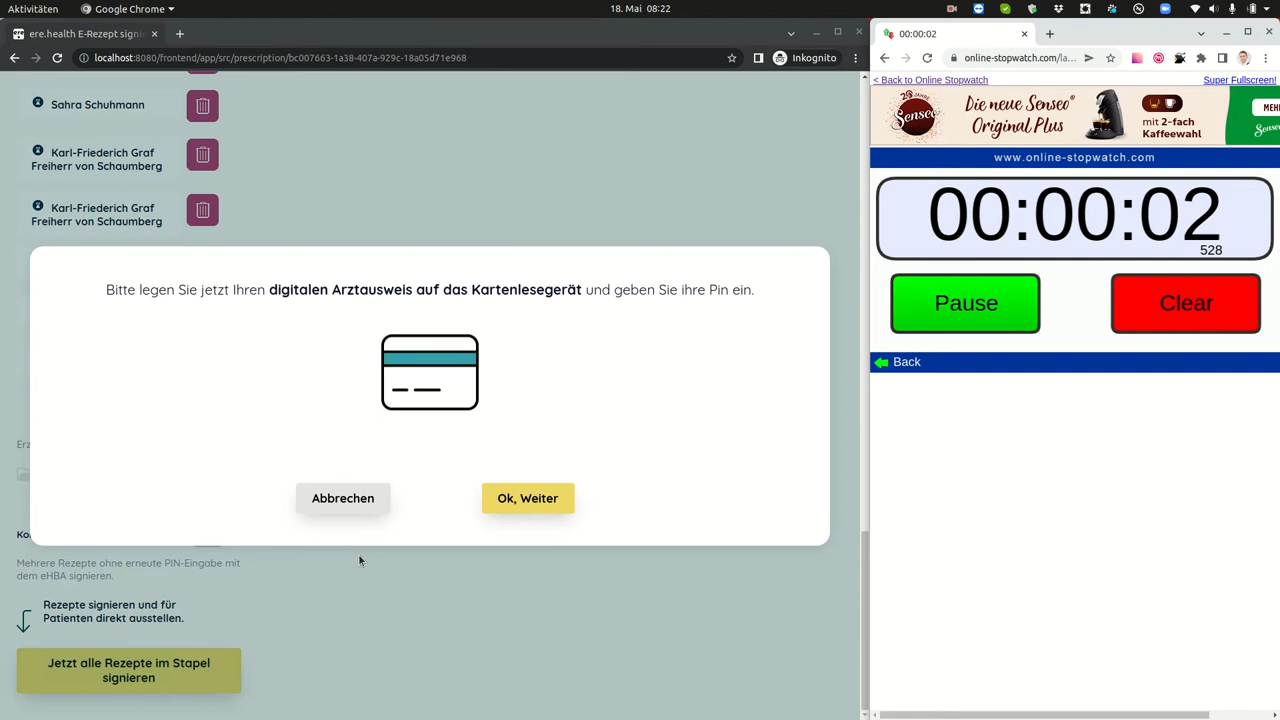 Aktivitäten
Google Chrome
18. Mai 08:22
ere.health E-Rezept signi
localhost:8080/frontend/app/src/prescription/bc007663-1a38-407a-929c-18a05d71e968
Inkognito
Sahra Schuhmann
Karl-Friederich Graf
Freiherr von Schaumberg
Karl-Friederich Graf
Freiherr von Schaumberg
Bitte legen Sie jetzt Ihren digitalen Arztausweis auf das Kartenlesegerät und geben Sie ihre Pin ein.
Abbrechen
Ok, Weiter
Erz
Ko
Mehrere Rezepte ohne erneute PIN-Eingabe mit
dem eHBA signieren.
Rezepte signieren und für
Patienten direkt ausstellen.
Jetzt alle Rezepte im Stapel
signieren
00:00:02
online-stopwatch.com/la...
< Back to Online Stopwatch
Super Fullscreen!
Senseo
Die neue Senseo®
Original Plus
mit 2-fach
Kaffeewahl
MEH
Senseo
www.online-stopwatch.com
00:00:02
528
Pause
Clear
Back